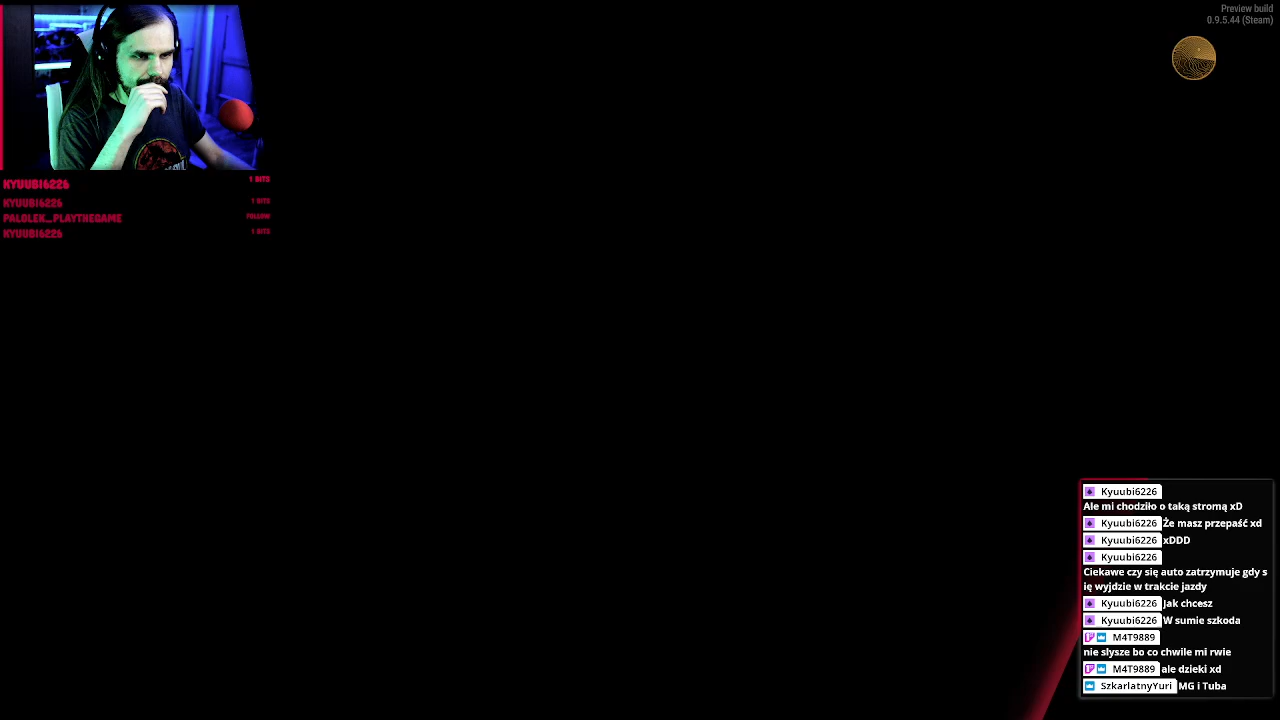 Preview build
0.9.5.44 (Steam)
KYUUBI6226 1 BITS
KYUUBI6226 1 BITS
PALOLEK_PLAYTHEGAME FOLLOW
KYUUBI6226 1 BITS
Kyuubi6226
Ale mi chodziło o taką stromą xD
Kyuubi6226 Że masz przepaść xd
Kyuubi6226 xDDD
Kyuubi6226
Ciekawe czy się auto zatrzymuje gdy s
ię wyjdzie w trakcie jazdy
Kyuubi6226 Jak chcesz
Kyuubi6226 W sumie szkoda
M4T9889
nie slysze bo co chwile mi rwie
M4T9889 ale dzieki xd
SzkarlatnyYuri MG i Tuba